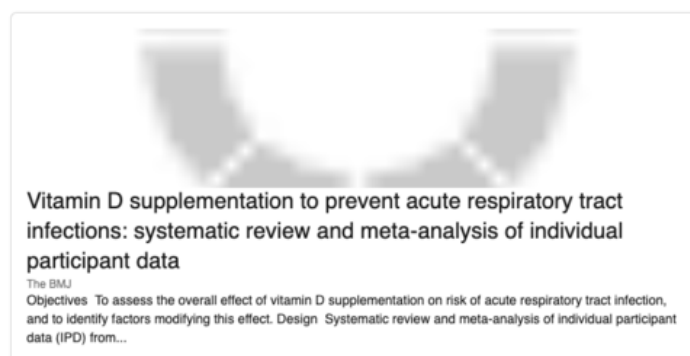 Vitamin D supplementation to prevent acute respiratory tract
infections: systematic review and meta-analysis of individual
participant data
The BMJ
Objectives  To assess the overall effect of vitamin D supplementation on risk of acute respiratory tract infection,
and to identify factors modifying this effect. Design  Systematic review and meta-analysis of individual participant
data (IPD) from...